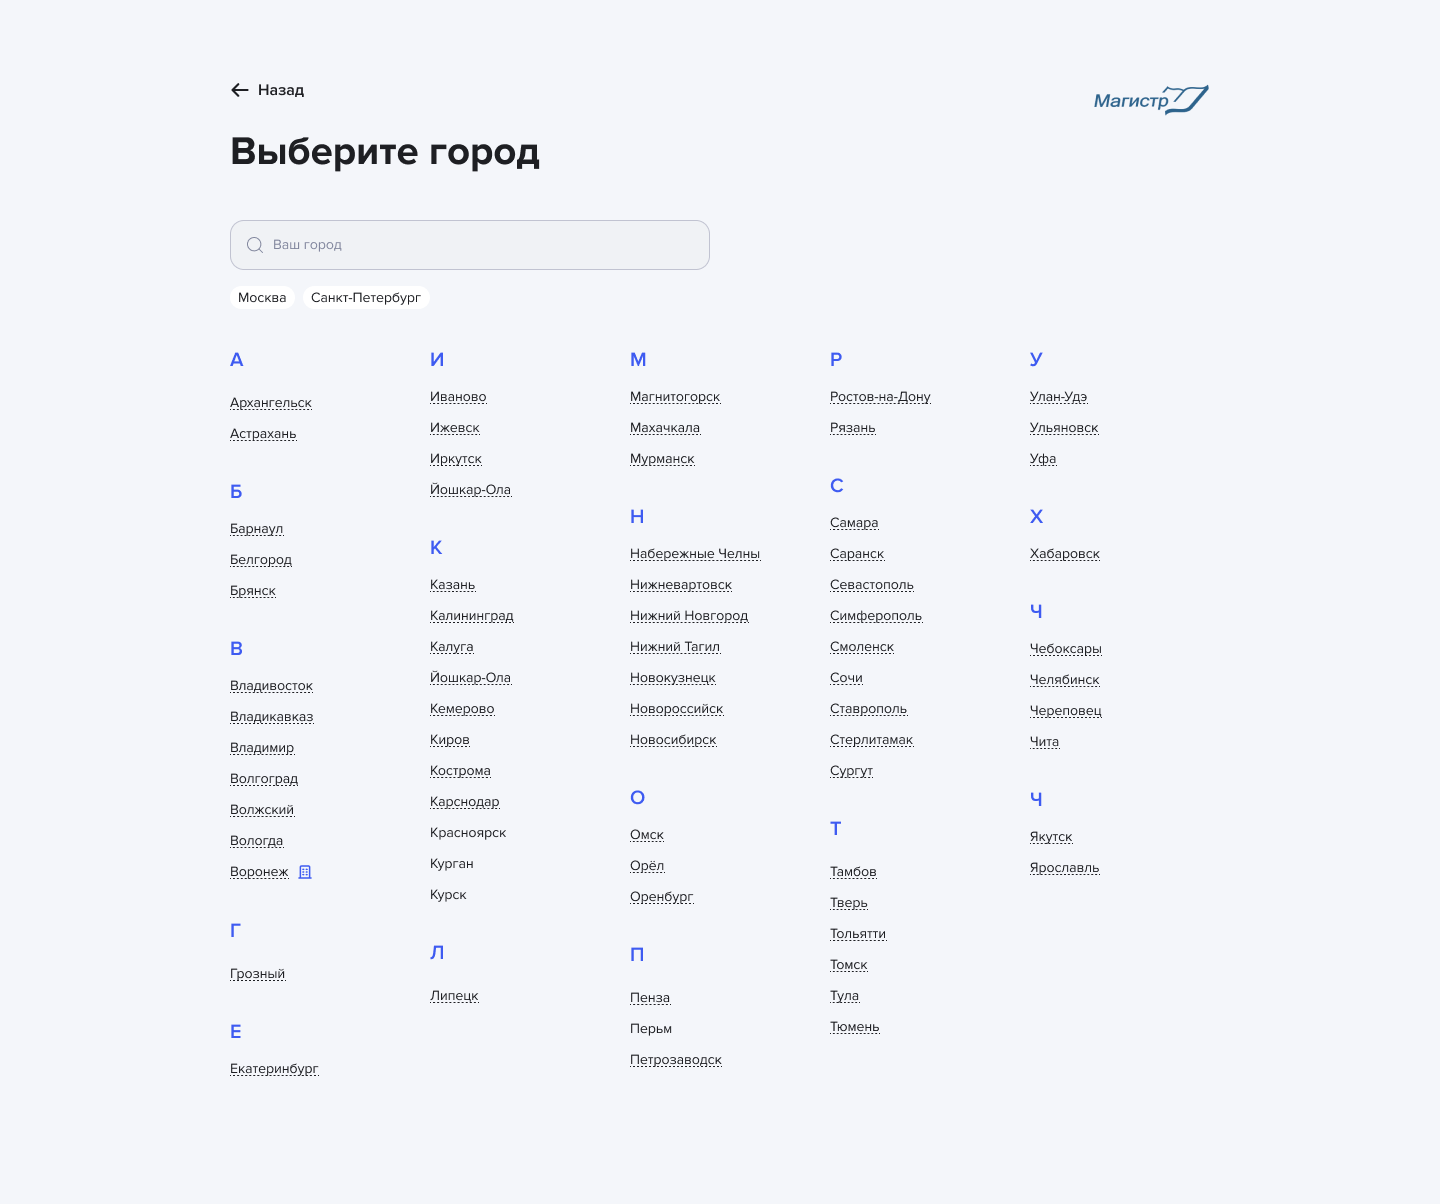 Назад
Магистр
Выберите город
Ваш город
Москва
Санкт-Петербург
А
Архангельск
Астрахань
Б
Барнаул
Белгород
Брянск
В
Владивосток
Владикавказ
Владимир
Волгоград
Волжский
Вологда
Воронеж
Г
Грозный
Е
Екатеринбург
И
Иваново
Ижевск
Иркутск
Йошкар-Ола
К
Казань
Калининград
Калуга
Йошкар-Ола
Кемерово
Киров
Кострома
Карснодар
Красноярск
Курган
Курск
Л
Липецк
М
Магнитогорск
Махачкала
Мурманск
Н
Набережные Челны
Нижневартовск
Нижний Новгород
Нижний Тагил
Новокузнецк
Новороссийск
Новосибирск
О
Омск
Орёл
Оренбург
П
Пенза
Перьм
Петрозаводск
Р
Ростов-на-Дону
Рязань
С
Самара
Саранск
Севастополь
Симферополь
Смоленск
Сочи
Ставрополь
Стерлитамак
Сургут
Т
Тамбов
Тверь
Тольятти
Томск
Тула
Тюмень
У
Улан-Удэ
Ульяновск
Уфа
Х
Хабаровск
Ч
Чебоксары
Челябинск
Череповец
Чита
Ч
Якутск
Ярославль